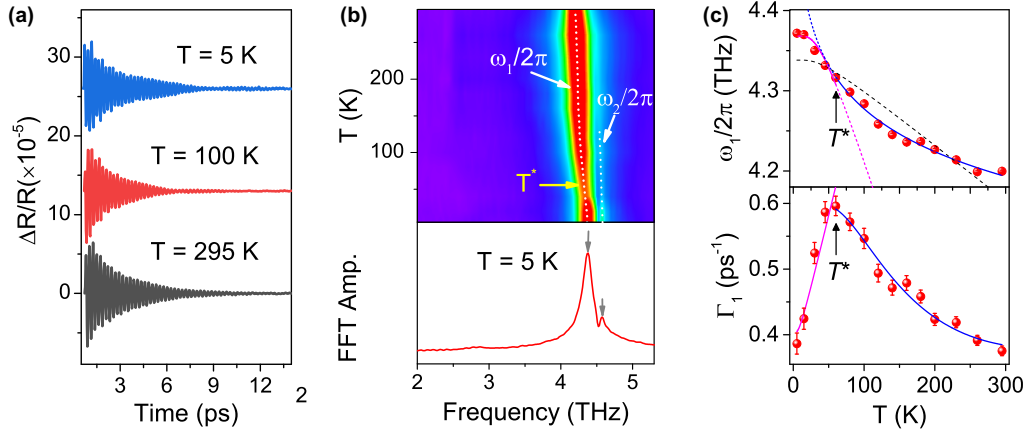 (a)
ΔR/R(×10⁻⁵)
30
20
10
0
T = 5 K
T = 100 K
T = 295 K
3
6
9
12
2
Time (ps)
(b)
T (K)
200
100
ω₁/2π
ω₂/2π
T*
FFT Amp.
T = 5 K
2
3
4
5
Frequency (THz)
(c)
ω₁/2π (THz)
4.4
4.3
4.2
T*
Γ₁ (ps⁻¹)
0.6
0.5
0.4
T*
0
100
200
300
T (K)